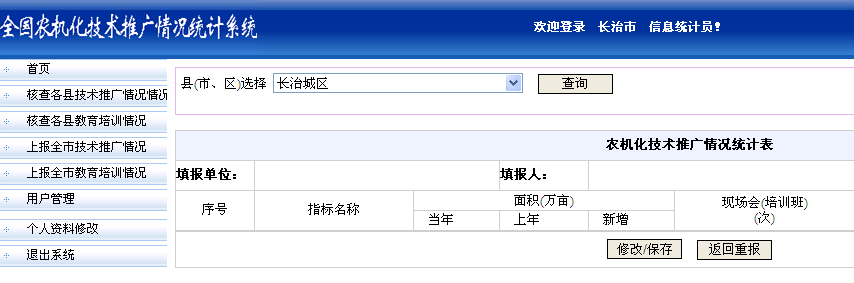 全国农机化技术推广情况统计系统
欢迎登录 长治市 信息统计员!
首页
核查各县技术推广情况情况
核查各县教育培训情况
上报全市技术推广情况
上报全市教育培训情况
用户管理
个人资料修改
退出系统
县(市、区)选择 长治城区 查询
农机化技术推广情况统计表
填报单位: 填报人:
序号 指标名称 面积(万亩) 现场会(培训班)
(次)
当年 上年 新增
修改/保存 返回重报